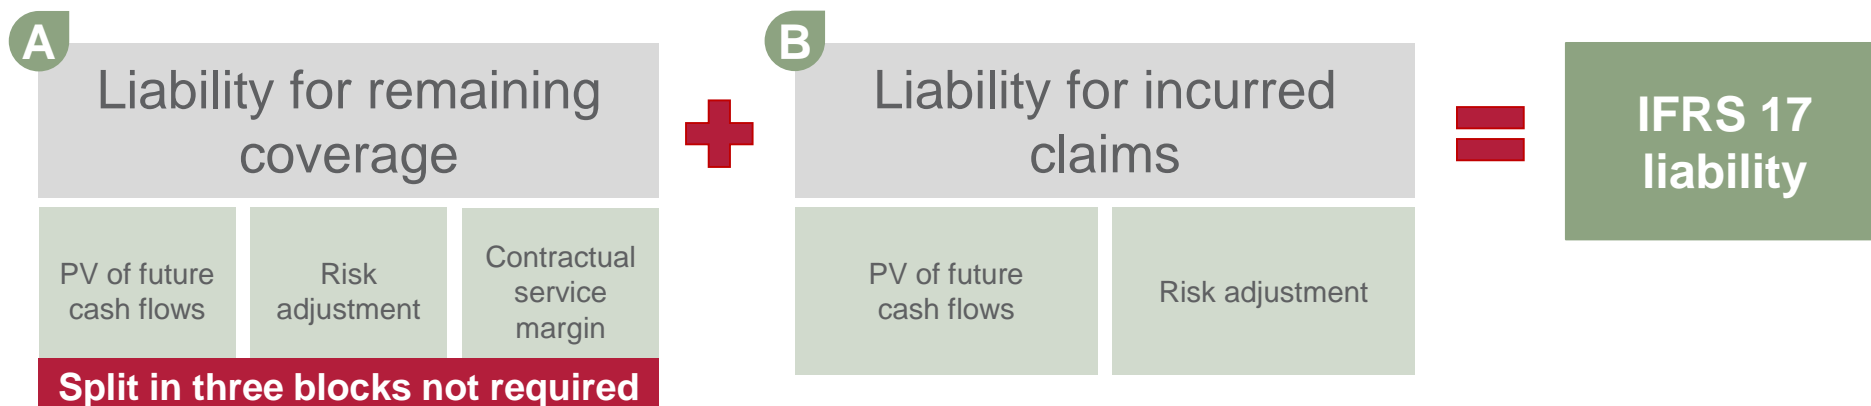 A
Liability for remaining
coverage
PV of future
cash flows
Risk
adjustment
Contractual
service
margin
Split in three blocks not required
B
Liability for incurred
claims
PV of future
cash flows
Risk adjustment
IFRS 17
liability